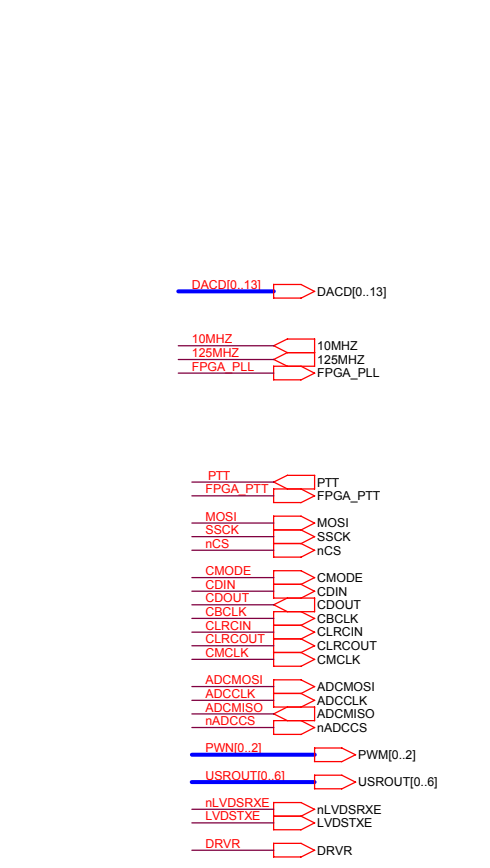 DACD[0..13] DACD[0..13]
10MHZ 10MHZ
125MHZ 125MHZ
FPGA_PLL FPGA_PLL
PTT PTT
FPGA_PTT FPGA_PTT
MOSI MOSI
SSCK SSCK
nCS nCS
CMODE CMODE
CDIN CDIN
CDOUT CDOUT
CBCLK CBCLK
CLRCIN CLRCIN
CLRCOUT CLRCOUT
CMCLK CMCLK
ADCMOSI ADCMOSI
ADCCLK ADCCLK
ADCMISO ADCMISO
nADCCS nADCCS
PWN[0..2] PWM[0..2]
USROUT[0..6] USROUT[0..6]
nLVDSRXE nLVDSRXE
LVDSTXE LVDSTXE
DRVR DRVR